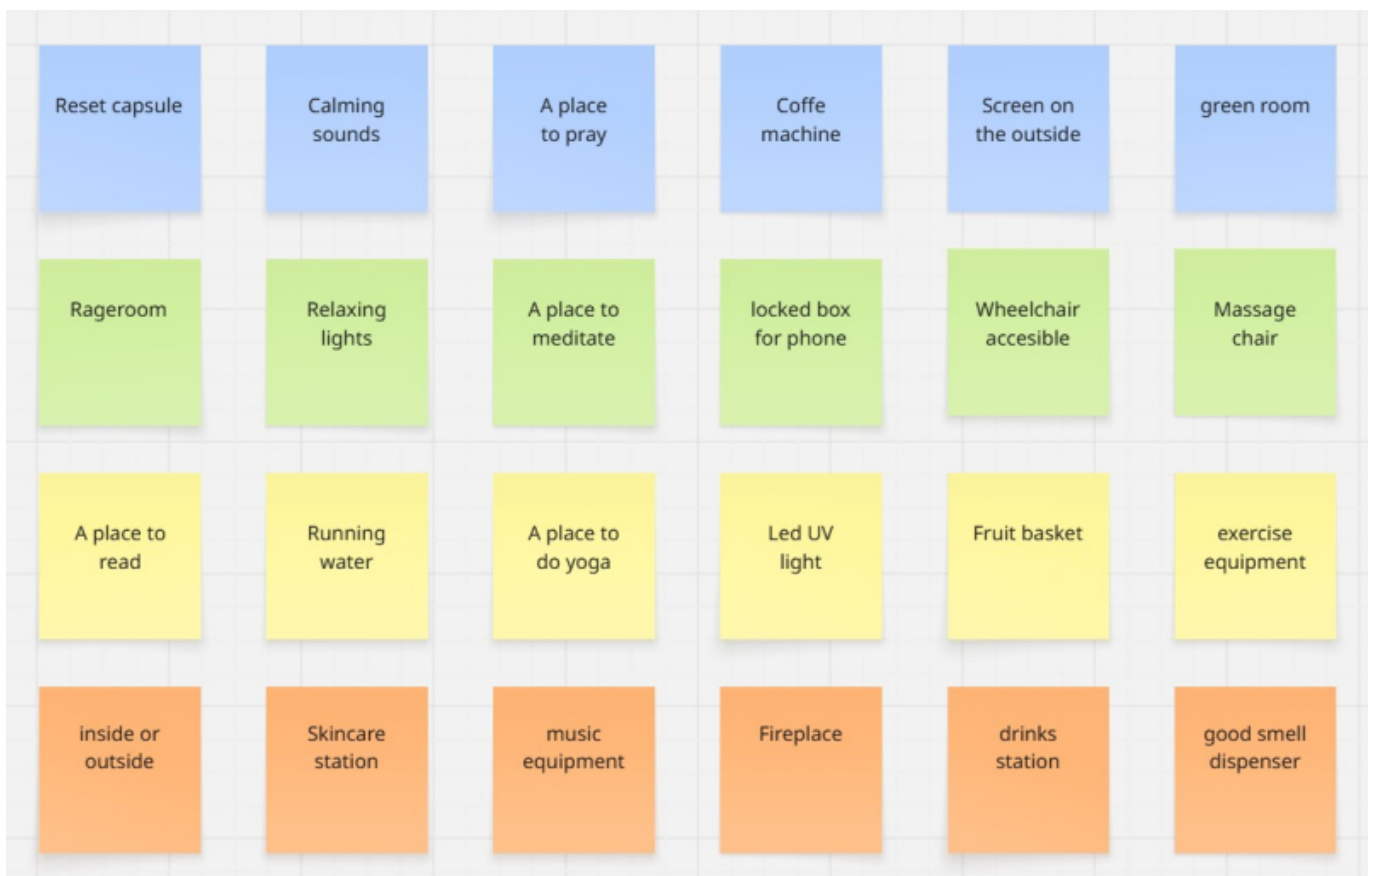 Reset capsule
Calming
sounds
A place
to pray
Coffe
machine
Screen on
the outside
green room
Rageroom
Relaxing
lights
A place to
meditate
locked box
for phone
Wheelchair
accesible
Massage
chair
A place to
read
Running
water
A place to
do yoga
Led UV
light
Fruit basket
exercise
equipment
inside or
outside
Skincare
station
music
equipment
Fireplace
drinks
station
good smell
dispenser